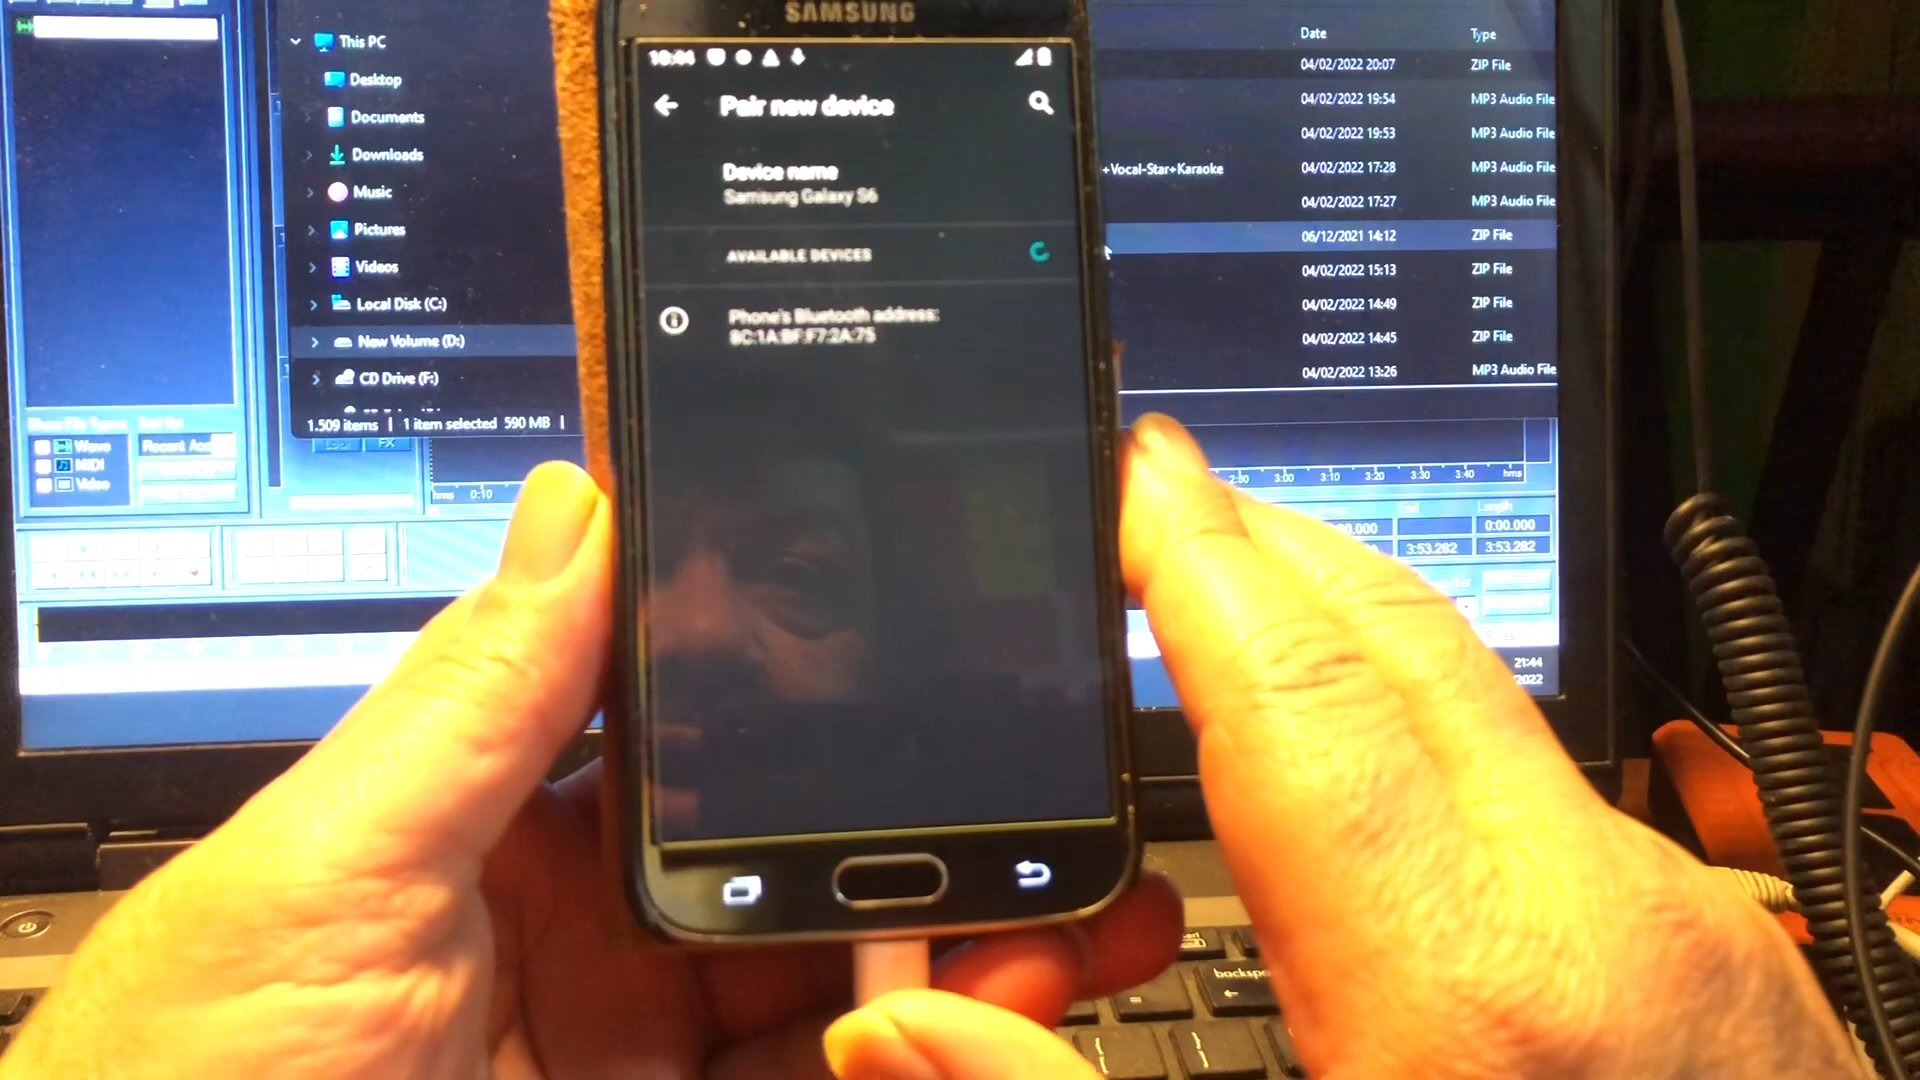 SAMSUNG
Pair new device
Device name
Samsung Galaxy S6
AVAILABLE DEVICES
Phone's Bluetooth address:
8C:1A:BF:F7:2A:75
This PC
Desktop
Documents
Downloads
Music
Pictures
Videos
Local Disk (C:)
New Volume (D:)
CD Drive (F:)
1.509 items | 1 item selected 590 MB |
Date Type
04/02/2022 20:07 ZIP File
04/02/2022 19:54 MP3 Audio File
04/02/2022 19:53 MP3 Audio File
+Vocal-Star+Karaoke 04/02/2022 17:28 MP3 Audio File
04/02/2022 17:27 MP3 Audio File
06/12/2021 14:12 ZIP File
04/02/2022 15:13 ZIP File
04/02/2022 14:49 ZIP File
04/02/2022 14:45 ZIP File
04/02/2022 13:26 MP3 Audio File
Wave
MIDI
Video
FX
hms 0:10
2:50 3:00 3:10 3:20 3:30 3:40 hms
End Length
0:00.000
3:53.282 3:53.282
21:44
2022
backsp